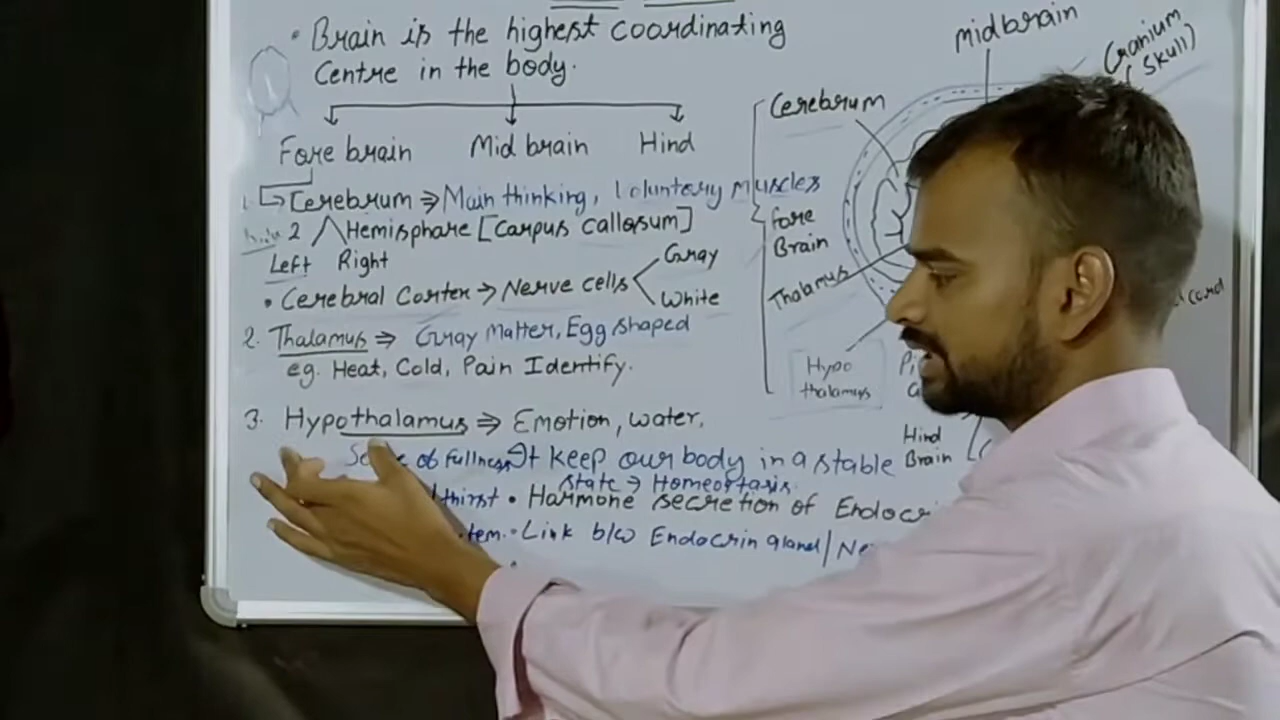 • Brain is the highest coordinating
Centre in the body.
Fore brain Mid brain Hind
1. Cerebrum ⇒ Main thinking, Voluntary muscles
2 Hemisphare [Carpus callosum]
Left Right
• Cerebral Cortex → Nerve cells
Gray
White
2. Thalamus ⇒ Gray Matter, Egg shaped
eg. Heat, Cold, Pain Identify.
3. Hypothalamus ⇒ Emotion, water,
of fullness It keep our body in a stable
state → Homeostasis.
thirst • Harmone secretion of
• Link b/w Endocrin gland/
midbrain
Cranium
(Skull)
Cerebrum
Fore
Brain
Thalamus
Hypo
thalamus
Hind
Brain
cord